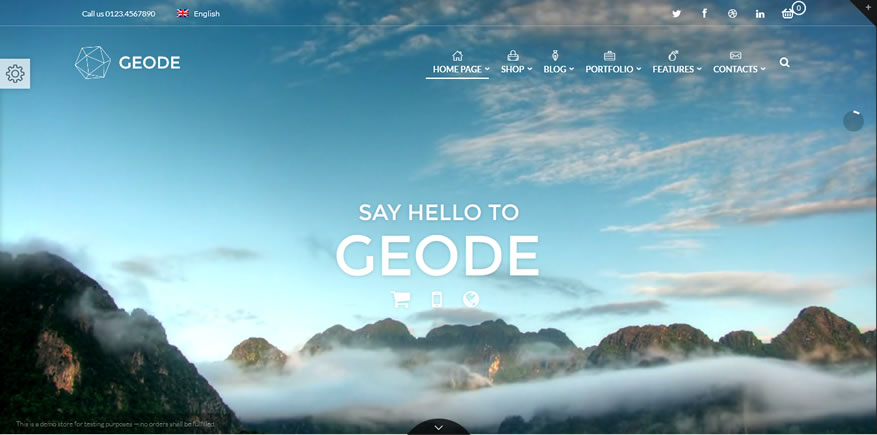 Call us 0123.4567890 English
0
GEODE
HOME PAGE SHOP BLOG PORTFOLIO FEATURES CONTACTS
SAY HELLO TO
GEODE
This is a demo store for testing purposes — no orders shall be fulfilled.